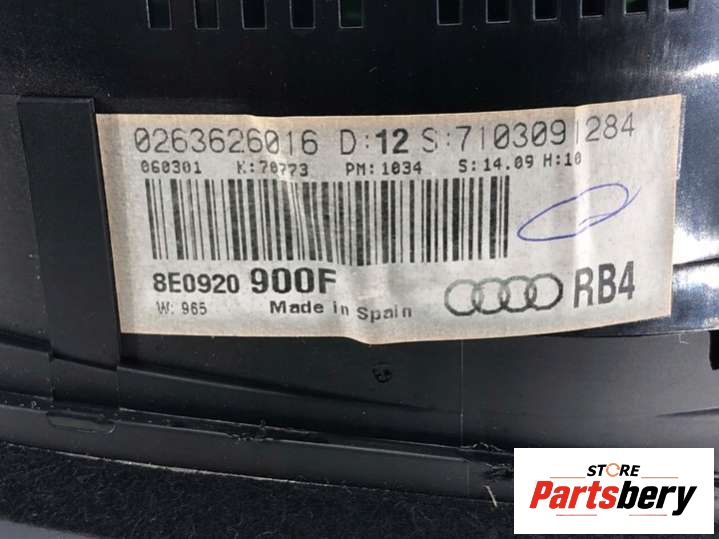 0263626016 D:12 S:7103091284
060301 K:70773 PM:1034 S:14.09 H:10
8E0920 900F RB4
W: 965 Made in Spain
STORE
Partsbery